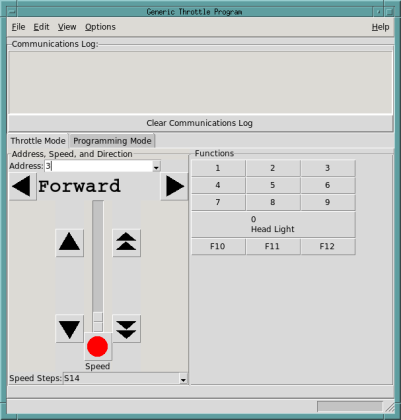 Generic Throttle Program
File Edit View Options Help
Communications Log:
Clear Communications Log
Throttle Mode Programming Mode
Address, Speed, and Direction
Address: 3
Forward
Speed
Speed Steps: S14
Functions
1 2 3
4 5 6
7 8 9
0
Head Light
F10 F11 F12